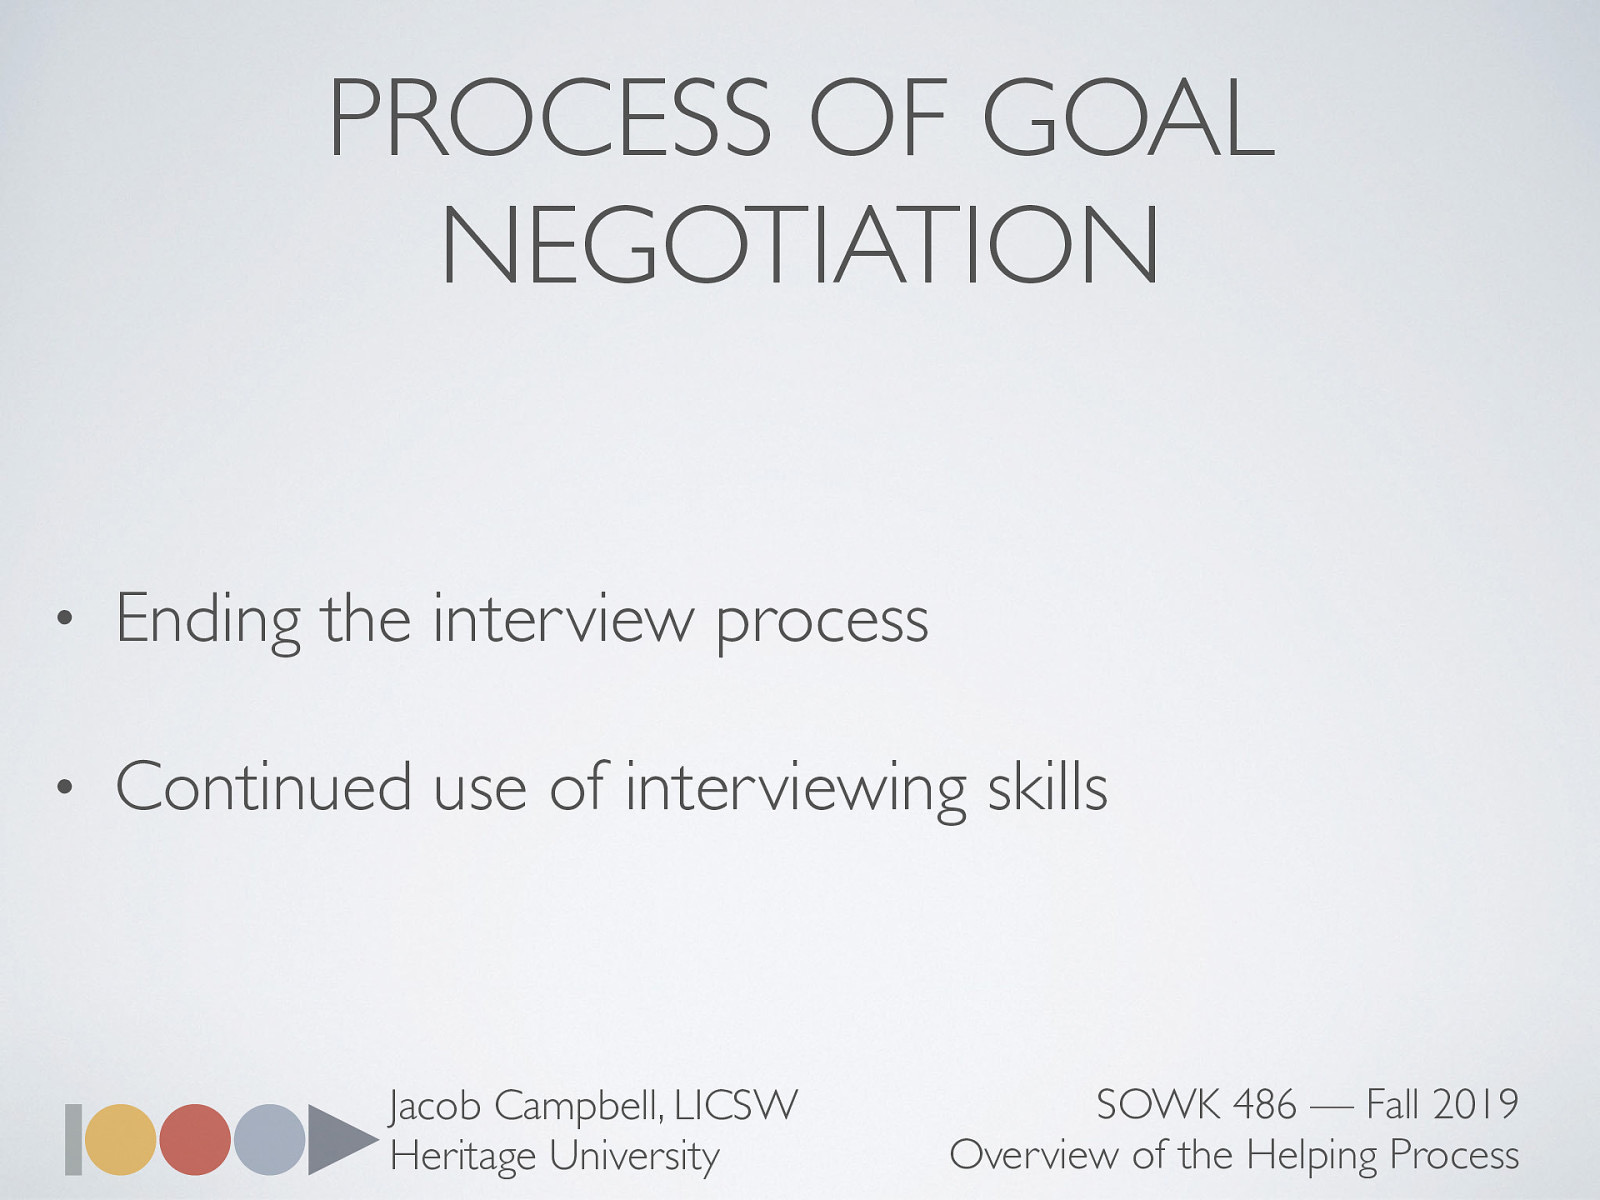 PROCESS OF GOAL
NEGOTIATION
• Ending the interview process
• Continued use of interviewing skills
Jacob Campbell, LICSW
Heritage University
SOWK 486 — Fall 2019
Overview of the Helping Process